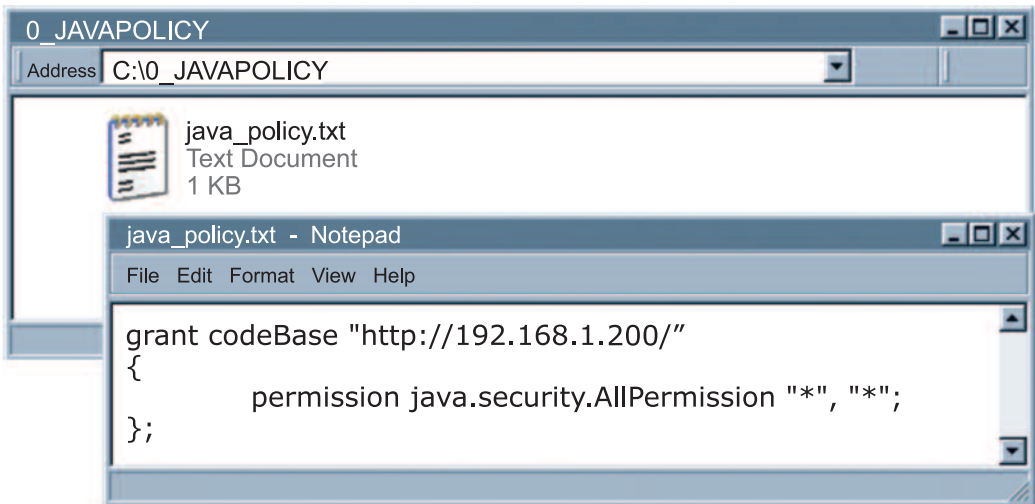 0_JAVAPOLICY
Address C:\0_JAVAPOLICY
java_policy.txt
Text Document
1 KB
java_policy.txt - Notepad
File Edit Format View Help
grant codeBase "http://192.168.1.200/”
{
permission java.security.AllPermission "*", "*";
};